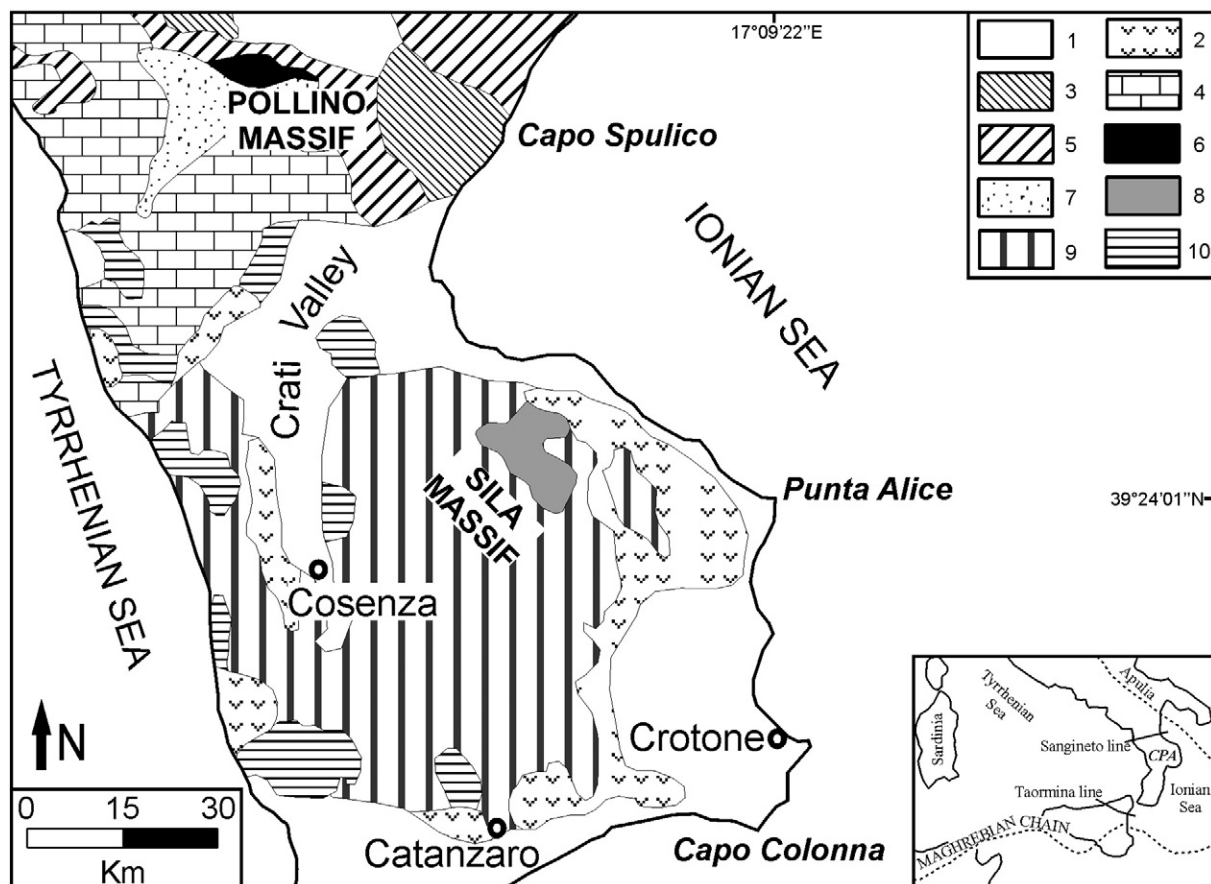 17°09'22"E
1
2
3
4
5
6
7
8
9
10
POLLINO
MASSIF
Capo Spulico
IONIAN SEA
Crati Valley
TYRRHENIAN SEA
SILA
MASSIF
Punta Alice
39°24'01"N
Cosenza
Crotone
N
0 15 30
Km
Catanzaro
Capo Colonna
Sardinia
Tyrrhenian
Sea
Apulia
Sangineto line
CPA
Taormina line
Ionian
Sea
MAGHREBIAN CHAIN